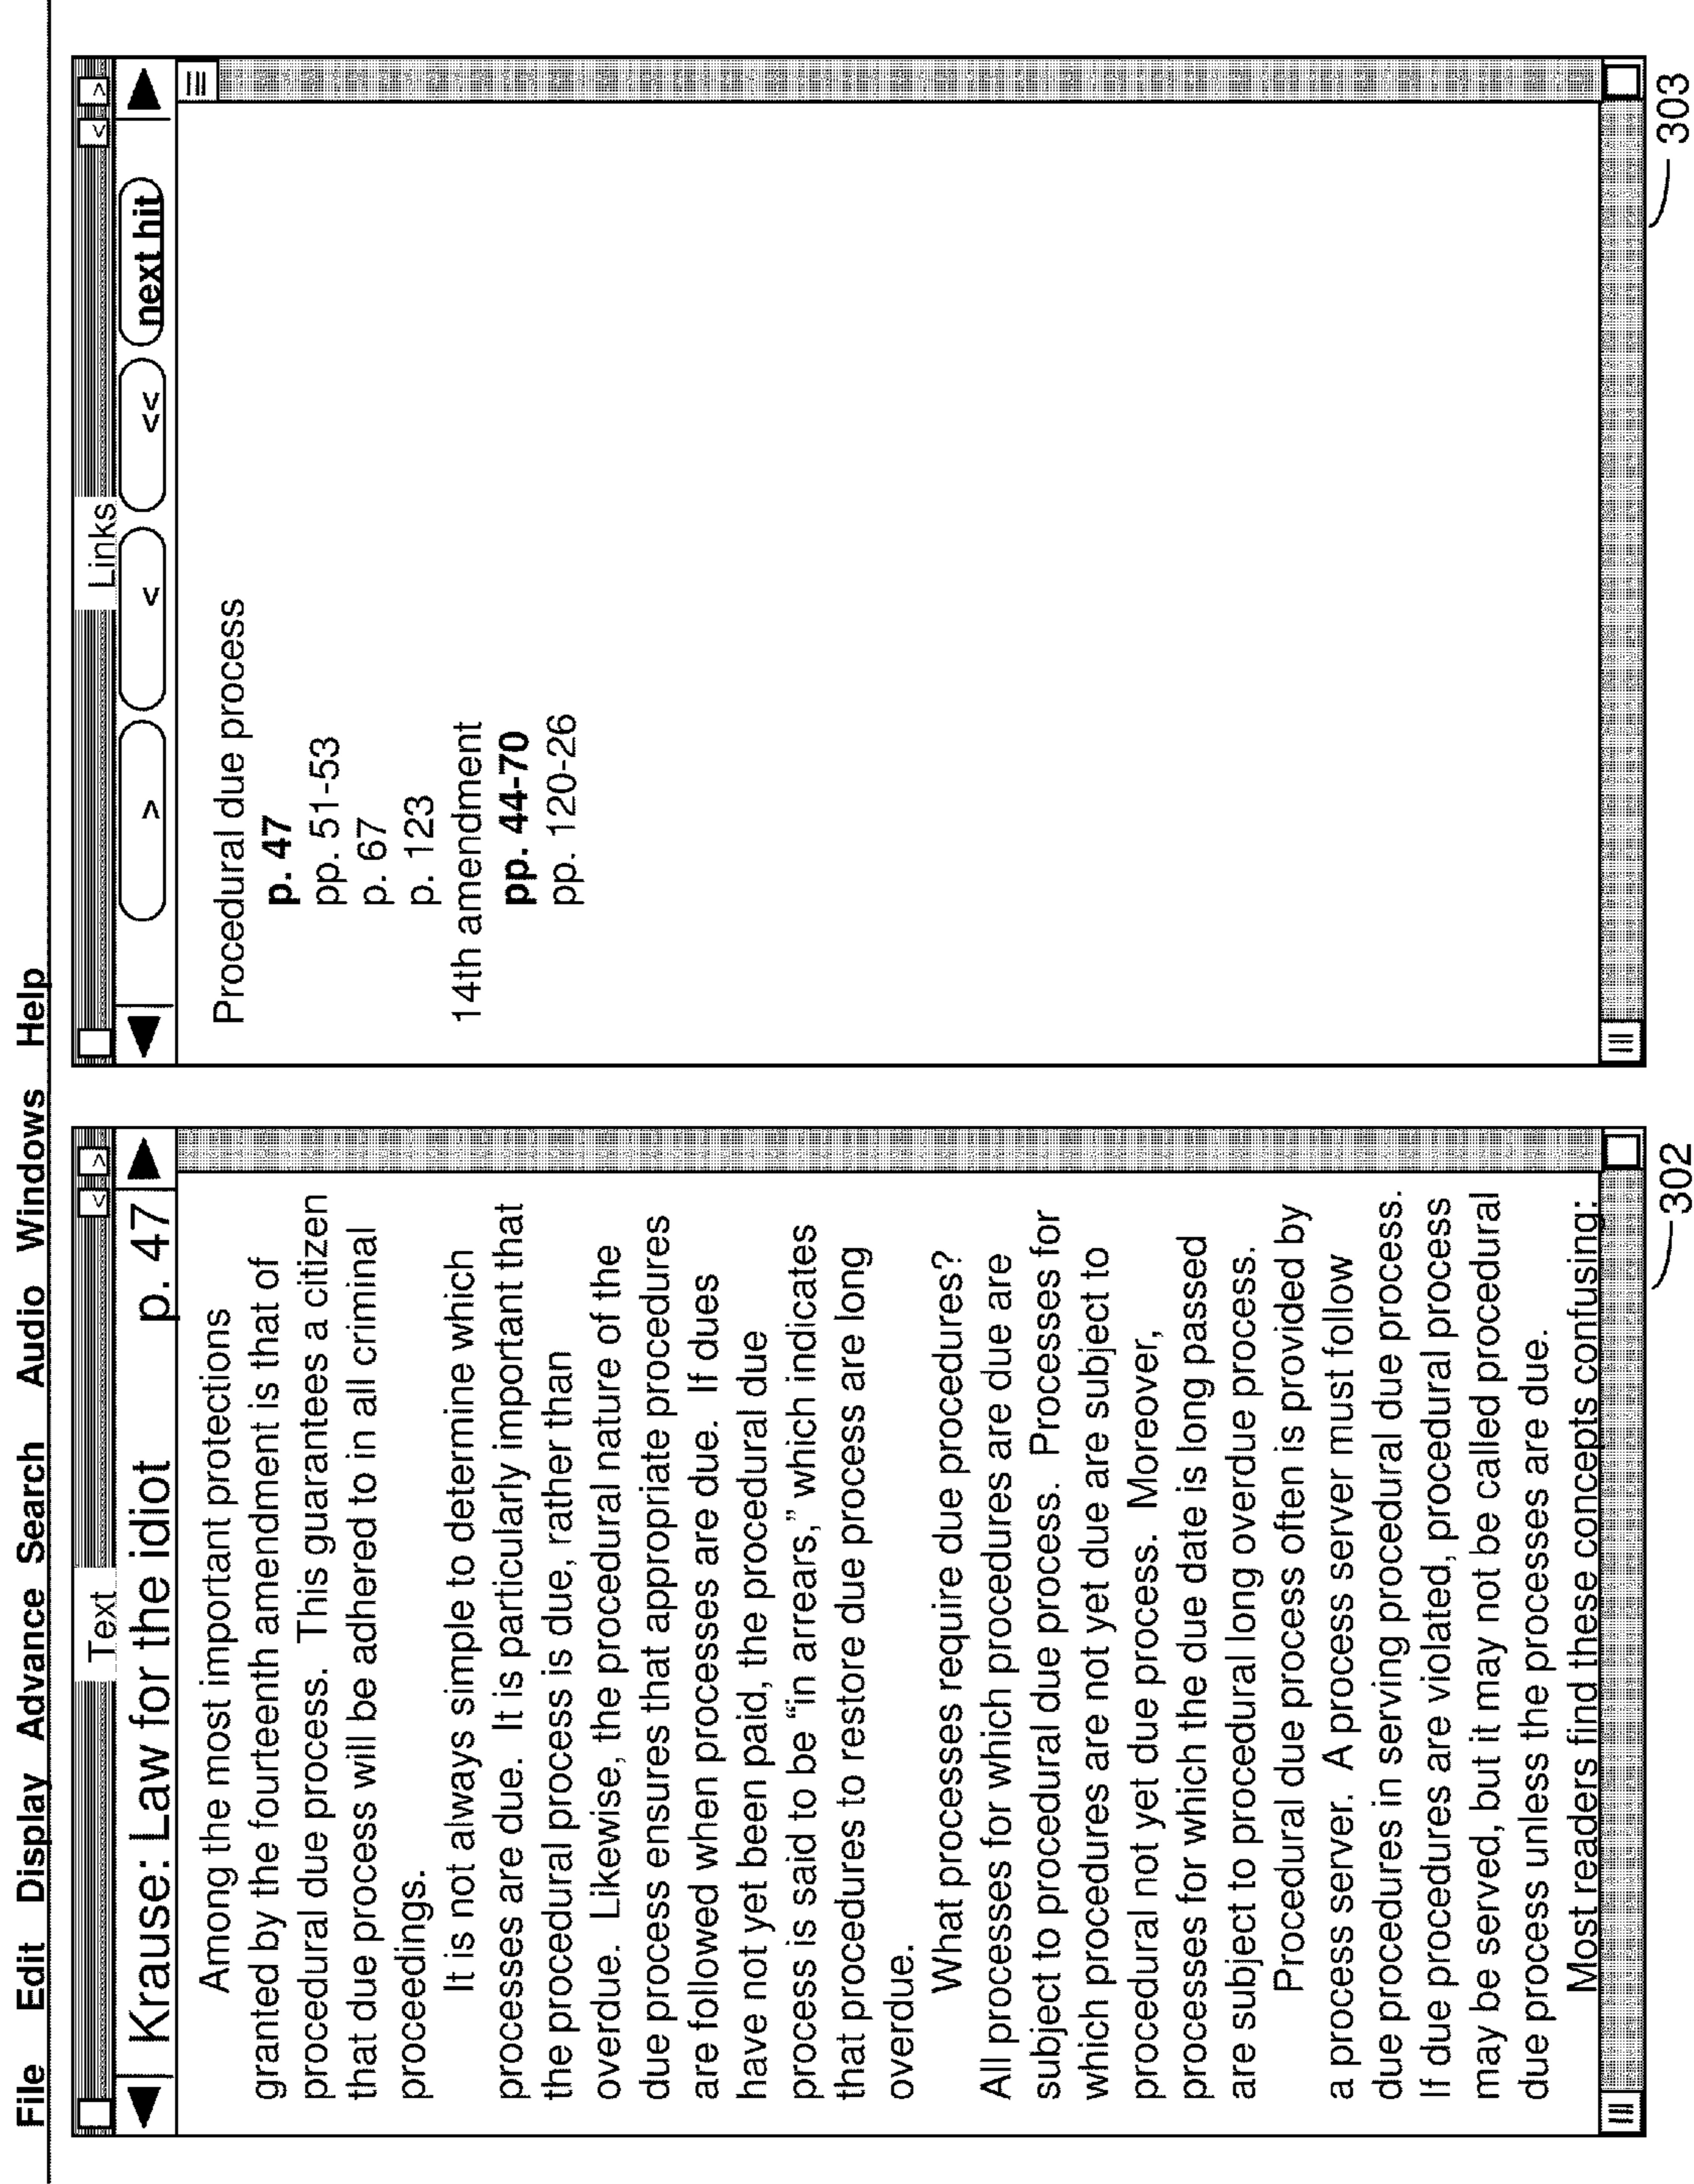 File Edit Display Advance Search Audio Windows Help
Text
< >
Krause: Law for the idiot p. 47
Among the most important protections
granted by the fourteenth amendment is that of
procedural due process. This guarantees a citizen
that due process will be adhered to in all criminal
proceedings.
It is not always simple to determine which
processes are due. It is particularly important that
the procedural process is due, rather than
overdue. Likewise, the procedural nature of the
due process ensures that appropriate procedures
are followed when processes are due. If dues
have not yet been paid, the procedural due
process is said to be “in arrears,” which indicates
that procedures to restore due process are long
overdue.
What processes require due procedures?
All processes for which procedures are due are
subject to procedural due process. Processes for
which procedures are not yet due are subject to
procedural not yet due process. Moreover,
processes for which the due date is long passed
are subject to procedural long overdue process.
Procedural due process often is provided by
a process server. A process server must follow
due procedures in serving procedural due process.
If due procedures are violated, procedural process
may be served, but it may not be called procedural
due process unless the processes are due.
Most readers find these concepts confusing:
302
Links
< >
> < << next hit
Procedural due process
p. 47
pp. 51-53
p. 67
p. 123
14th amendment
pp. 44-70
pp. 120-26
303